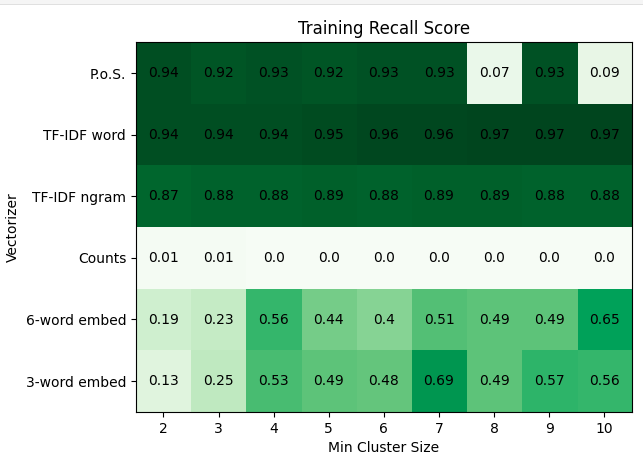 Training Recall Score
Vectorizer
P.o.S. 0.94 0.92 0.93 0.92 0.93 0.93 0.07 0.93 0.09
TF-IDF word 0.94 0.94 0.94 0.95 0.96 0.96 0.97 0.97 0.97
TF-IDF ngram 0.87 0.88 0.88 0.89 0.88 0.89 0.89 0.88 0.88
Counts 0.01 0.01 0.0 0.0 0.0 0.0 0.0 0.0 0.0
6-word embed 0.19 0.23 0.56 0.44 0.4 0.51 0.49 0.49 0.65
3-word embed 0.13 0.25 0.53 0.49 0.48 0.69 0.49 0.57 0.56
2 3 4 5 6 7 8 9 10
Min Cluster Size